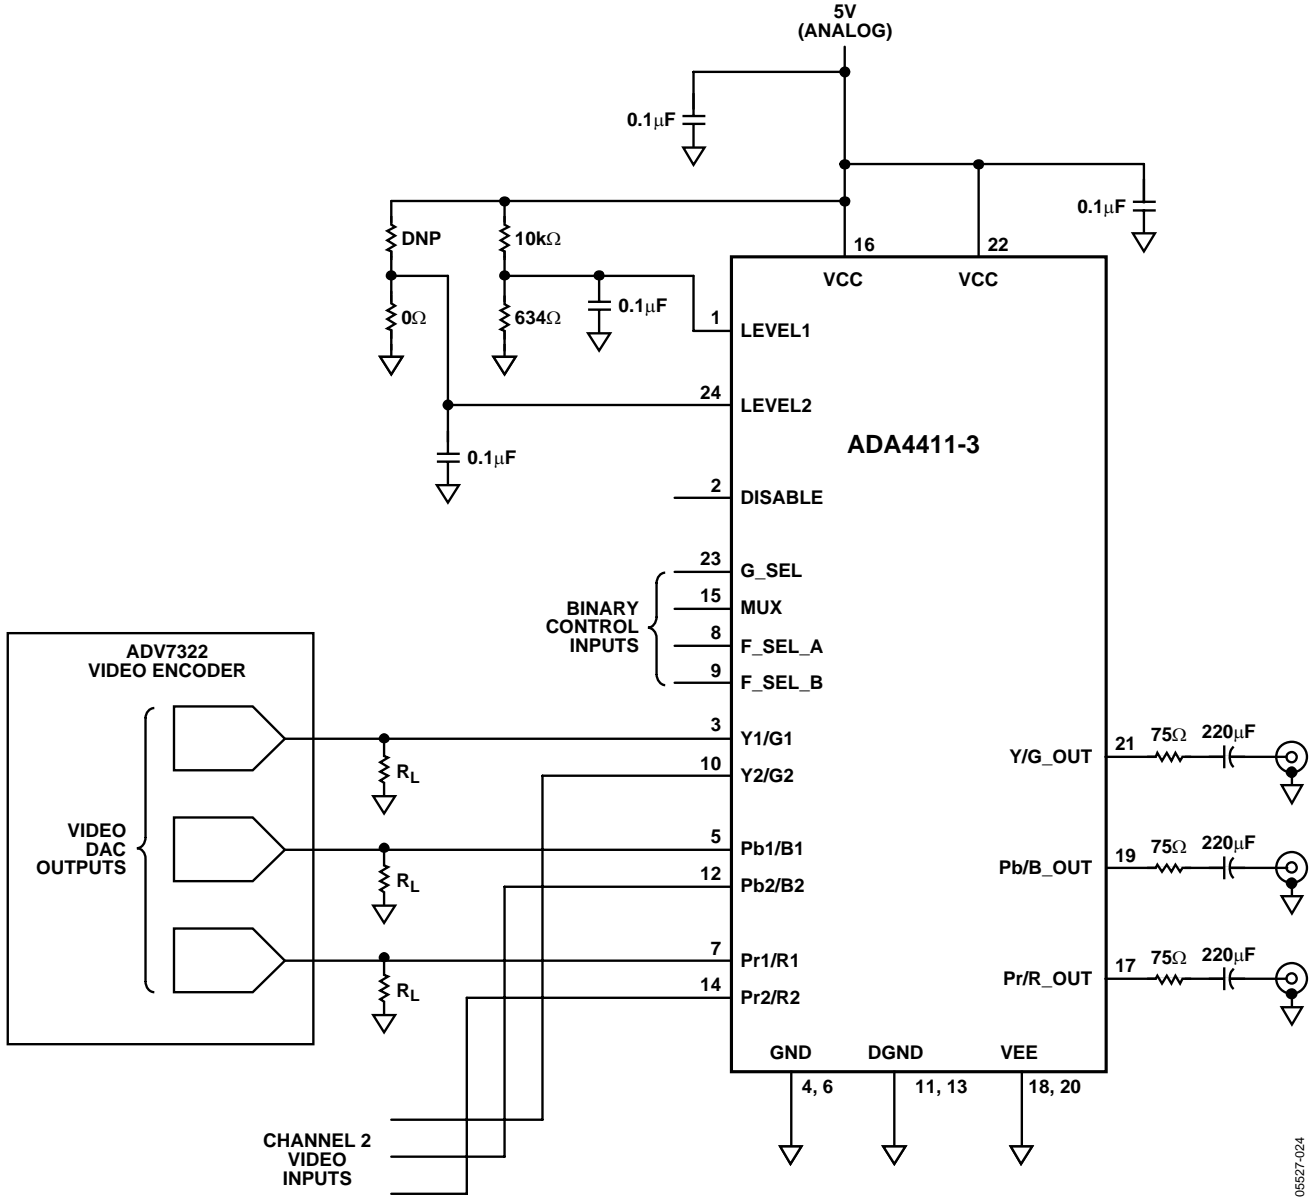 5V
(ANALOG)
0.1μF
0.1μF
DNP
10kΩ
16
22
VCC
VCC
0Ω
634Ω
0.1μF
1
LEVEL1
24
LEVEL2
ADA4411-3
0.1μF
2
DISABLE
23
G_SEL
BINARY
CONTROL
INPUTS
15
MUX
8
F_SEL_A
9
F_SEL_B
ADV7322
VIDEO ENCODER
3
Y1/G1
RL
10
Y2/G2
Y/G_OUT
21
75Ω
220μF
VIDEO
DAC
OUTPUTS
5
Pb1/B1
RL
12
Pb2/B2
Pb/B_OUT
19
75Ω
220μF
7
Pr1/R1
RL
14
Pr2/R2
Pr/R_OUT
17
75Ω
220μF
GND
DGND
VEE
4, 6
11, 13
18, 20
CHANNEL 2
VIDEO
INPUTS
05527-024